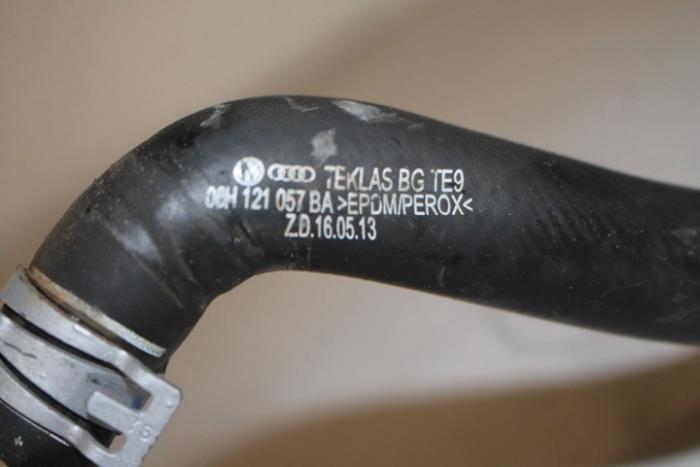 TEKLAS BG TE9
06H 121 057 BA >EPDM/PEROX<
Z.D.16.05.13